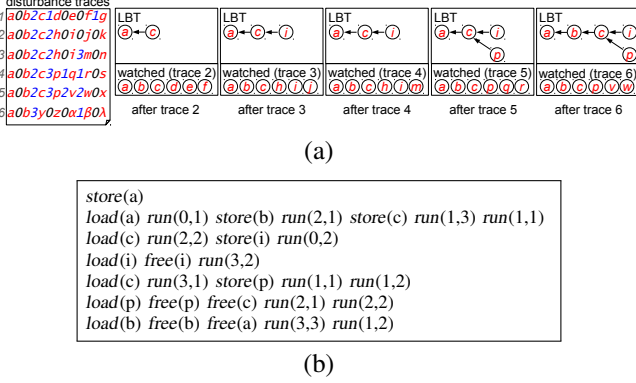 disturbance traces
1 a0b2c1d0e0f1g
2 a0b2c2h0i0j0k
3 a0b2c2h0i3m0n
4 a0b2c3p1q1r0s
5 a0b2c3p2v2w0x
6 a0b3y0z0α1β0λ
LBT
a c
watched (trace 2)
a b c d e f
after trace 2
LBT
a c i
watched (trace 3)
a b c h i j
after trace 3
LBT
a c i
watched (trace 4)
a b c h i m
after trace 4
LBT
a c i
p
watched (trace 5)
a b c p q r
after trace 5
LBT
a b c i
p
watched (trace 6)
a b c p v w
after trace 6
(a)
store(a)
load(a) run(0,1) store(b) run(2,1) store(c) run(1,3) run(1,1)
load(c) run(2,2) store(i) run(0,2)
load(i) free(i) run(3,2)
load(c) run(3,1) store(p) run(1,1) run(1,2)
load(p) free(p) free(c) run(2,1) run(2,2)
load(b) free(b) free(a) run(3,3) run(1,2)
(b)